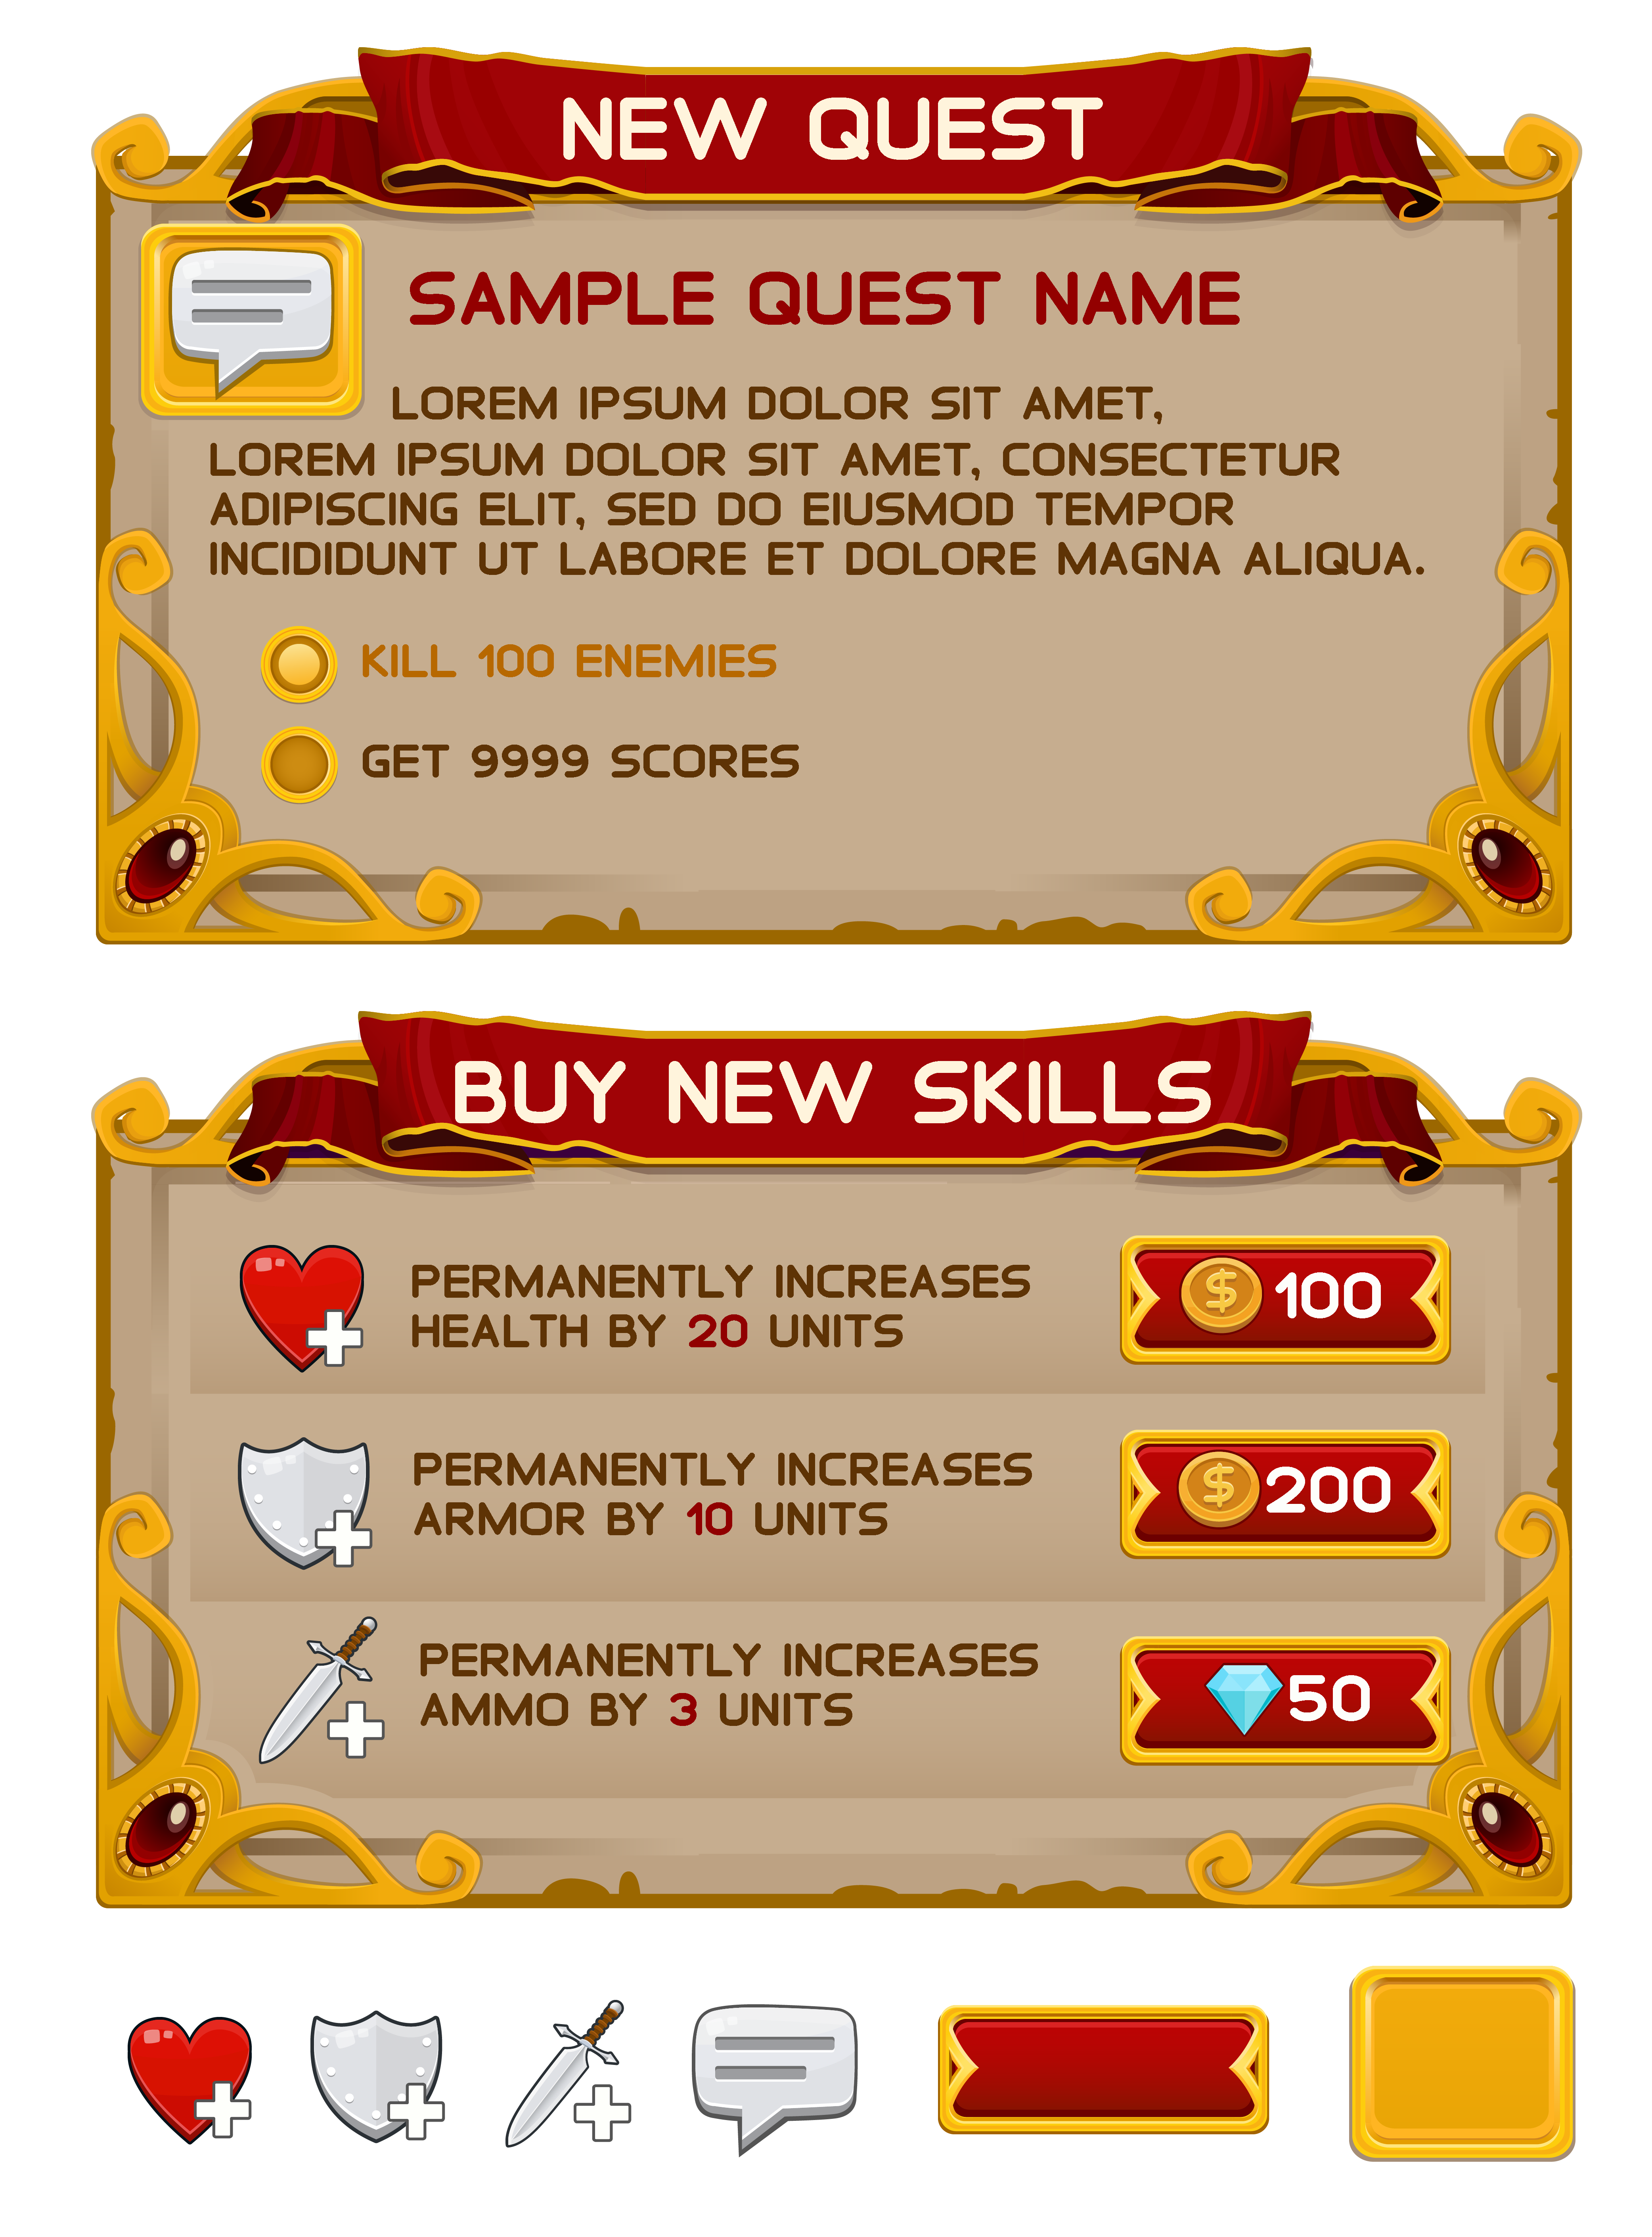 NEW QUEST
SAMPLE QUEST NAME
LOREM IPSUM DOLOR SIT AMET,
LOREM IPSUM DOLOR SIT AMET, CONSECTETUR
ADIPISCING ELIT, SED DO EIUSMOD TEMPOR
INCIDIDUNT UT LABORE ET DOLORE MAGNA ALIQUA.
KILL 100 ENEMIES
GET 9999 SCORES
BUY NEW SKILLS
PERMANENTLY INCREASES
HEALTH BY 20 UNITS
$ 100
PERMANENTLY INCREASES
ARMOR BY 10 UNITS
$ 200
PERMANENTLY INCREASES
AMMO BY 3 UNITS
50